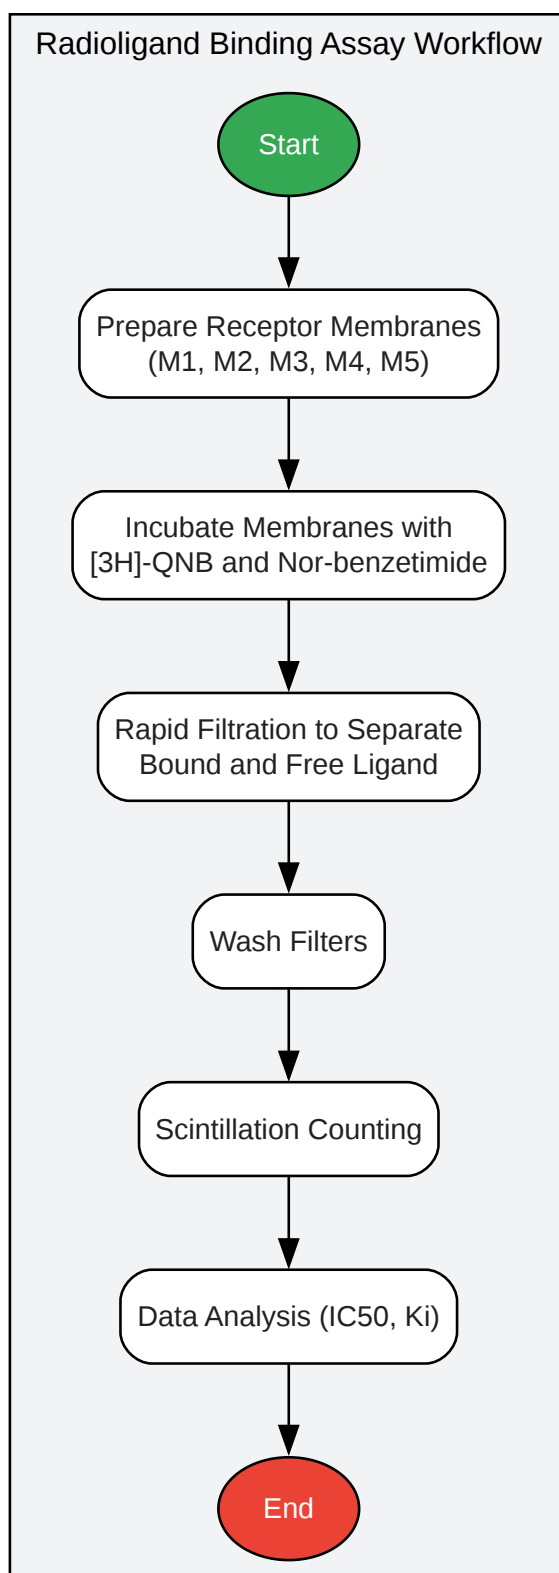 Radioligand Binding Assay Workflow
Start
Prepare Receptor Membranes
(M1, M2, M3, M4, M5)
Incubate Membranes with
[3H]-QNB and Nor-benzetimide
Rapid Filtration to Separate
Bound and Free Ligand
Wash Filters
Scintillation Counting
Data Analysis (IC50, Ki)
End